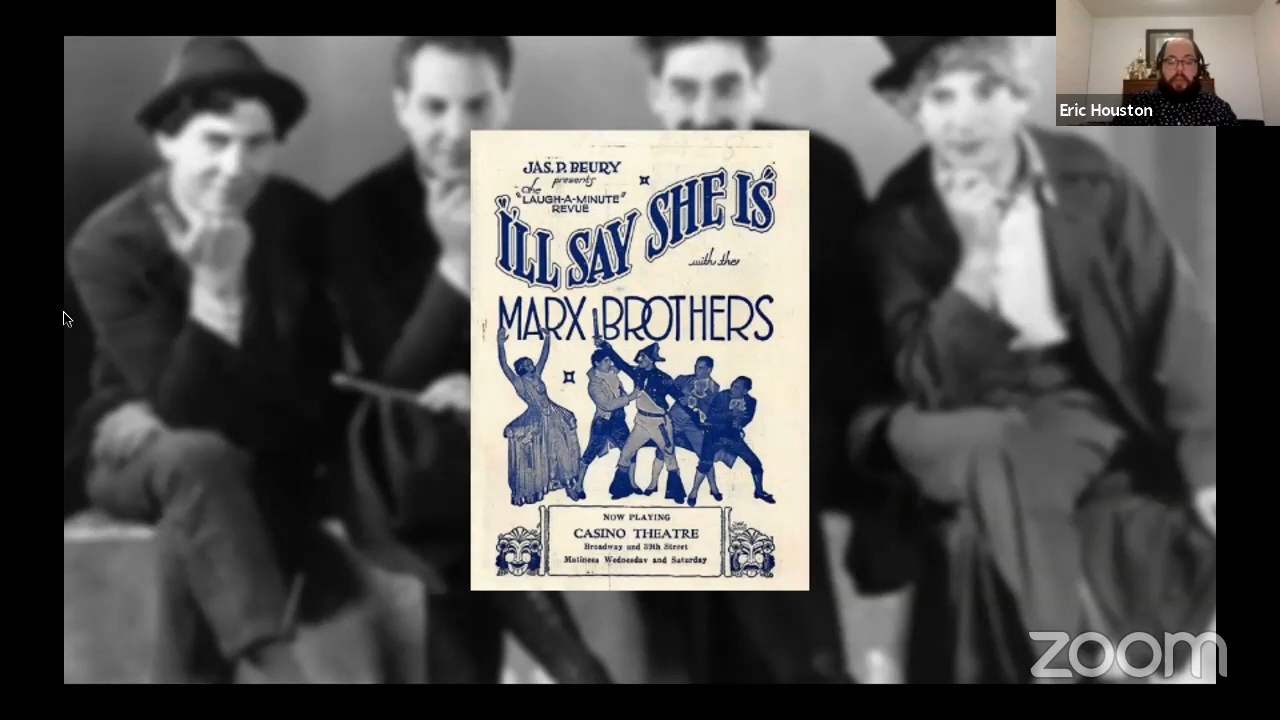 JAS. P. BEURY
presents
the
"LAUGH-A-MINUTE"
REVUE
"I'LL SAY SHE IS"
with the
MARX BROTHERS
NOW PLAYING
CASINO THEATRE
Broadway and 39th Street
Matinees Wednesday and Saturday
Eric Houston
zoom